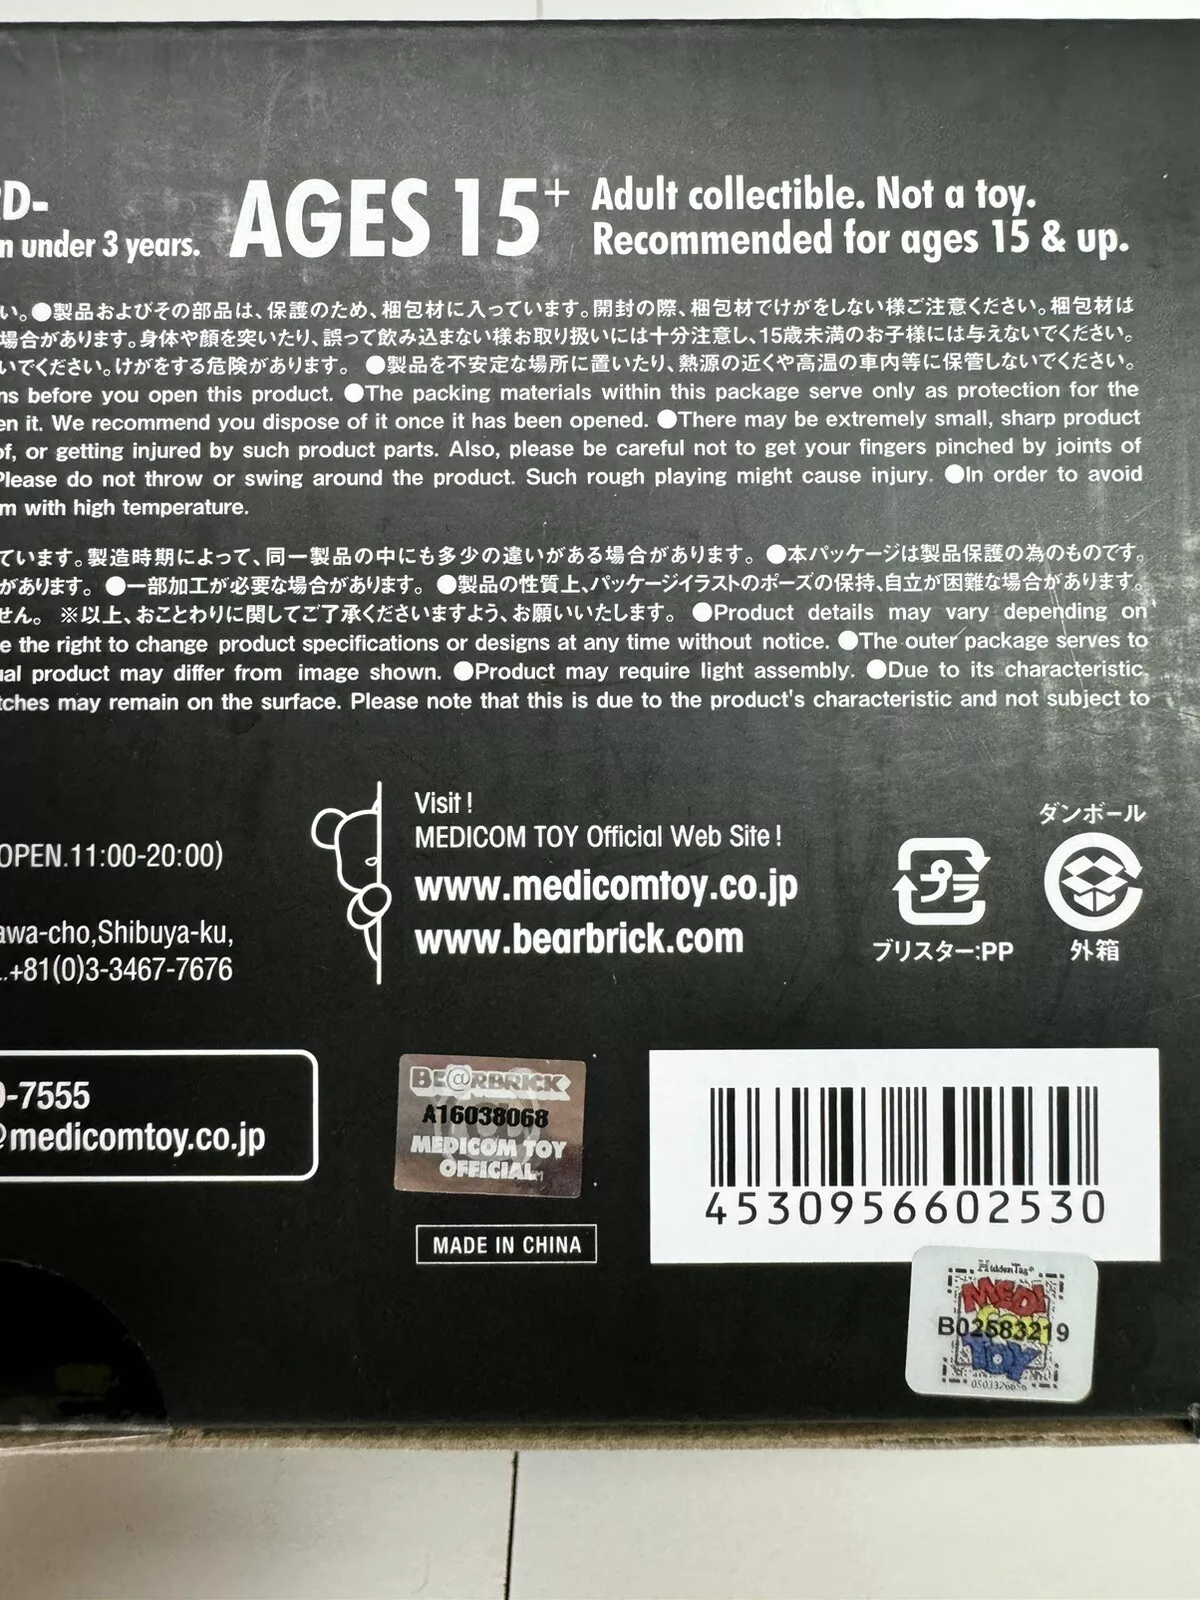 RD-
n under 3 years.
AGES 15+
Adult collectible. Not a toy.
Recommended for ages 15 & up.
い。●製品およびその部品は、保護のため、梱包材に入っています。開封の際、梱包材でけがをしない様ご注意ください。梱包材は
場合があります。身体や顔を突いたり、誤って飲み込まない様お取り扱いには十分注意し、15歳未満のお子様には与えないでください。
いでください。けがをする危険があります。 ●製品を不安定な場所に置いたり、熱源の近くや高温の車内等に保管しないでください。
ns before you open this product. ●The packing materials within this package serve only as protection for the
en it. We recommend you dispose of it once it has been opened. ●There may be extremely small, sharp product
of, or getting injured by such product parts. Also, please be careful not to get your fingers pinched by joints of
Please do not throw or swing around the product. Such rough playing might cause injury. ●In order to avoid
m with high temperature.
ています。製造時期によって、同一製品の中にも多少の違いがある場合があります。 ●本パッケージは製品保護の為のものです。
があります。 ●一部加工が必要な場合があります。 ●製品の性質上、パッケージイラストのポーズの保持、自立が困難な場合があります。
せん。 ※以上、おことわりに関してご了承くださいますよう、お願いいたします。 ●Product details may vary depending on
e the right to change product specifications or designs at any time without notice. ●The outer package serves to
ual product may differ from image shown. ●Product may require light assembly. ●Due to its characteristic
tches may remain on the surface. Please note that this is due to the product's characteristic and not subject to
OPEN.11:00-20:00)
awa-cho,Shibuya-ku,
.+81(0)3-3467-7676
Visit!
MEDICOM TOY Official Web Site!
www.medicomtoy.co.jp
www.bearbrick.com
プラ
ブリスター:PP
ダンボール
外箱
0-7555
@medicomtoy.co.jp
BE@RBRICK
A16038068
MEDICOM TOY
OFFICIAL
MADE IN CHINA
4530956602530
HiddenTag
MEDI
COM
B02583219
TOY